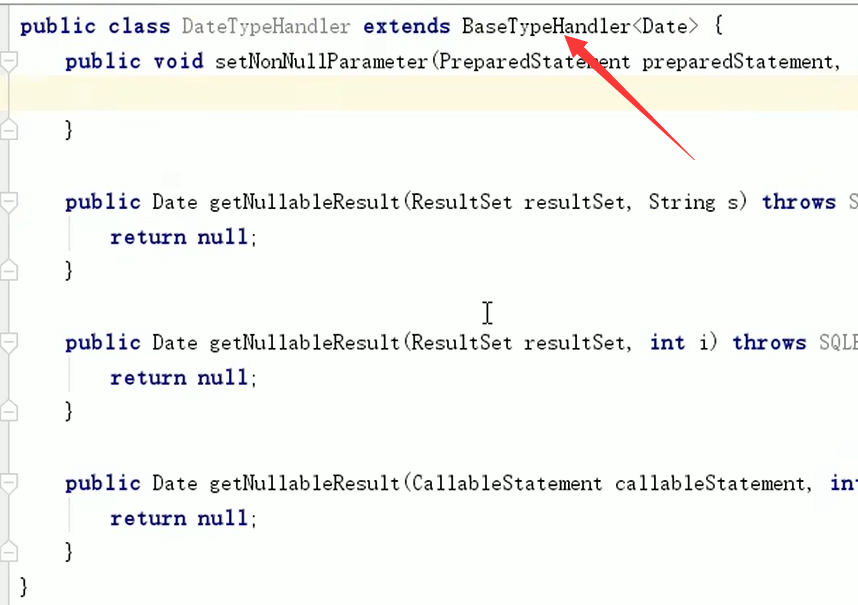 public class DateTypeHandler extends BaseTypeHandler<Date> {
public void setNonNullParameter(PreparedStatement preparedStatement,
}
public Date getNullableResult(ResultSet resultSet, String s) throws S
return null;
}
public Date getNullableResult(ResultSet resultSet, int i) throws SQLE
return null;
}
public Date getNullableResult(CallableStatement callableStatement, int
return null;
}
}